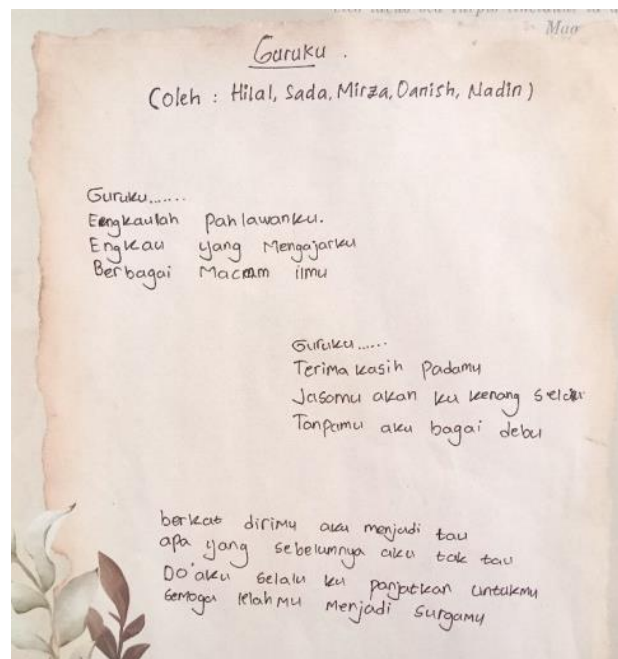 Mao
Guruku .
(oleh : Hilal, Sada, Mirza, Danish, Nadin)
Guruku.......
Engkaulah pahlawanku.
Engkau yang Mengajarku
Berbagai Macam ilmu
Guruku......
Terima kasih padamu
Jasamu akan ku kenang selalu
Tanpamu aku bagai debu
berkat dirimu aku menjadi tau
apa yang sebelumnya aku tak tau
Do'aku selalu ku panjatkan untukmu
semoga lelahmu menjadi surgamu